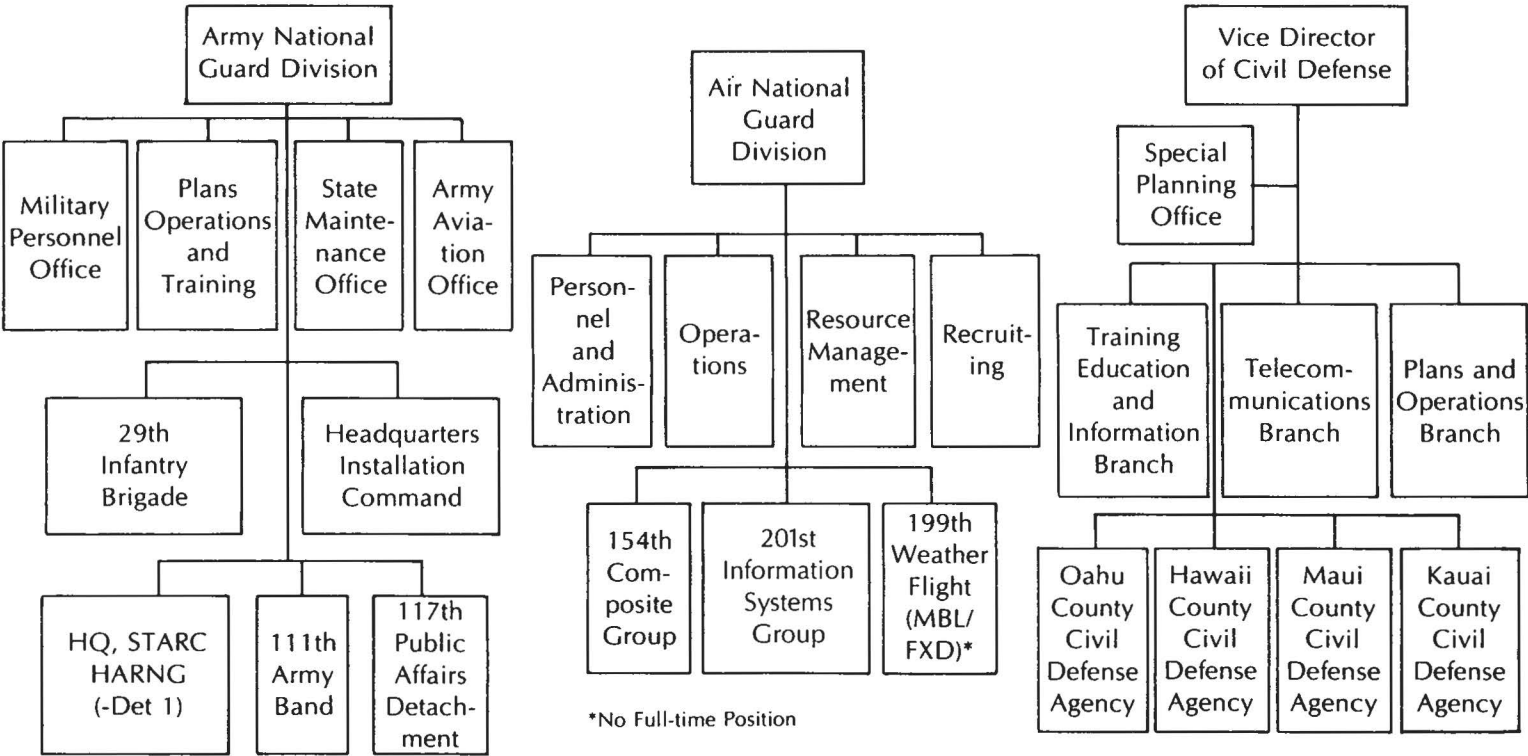 Army National
Guard Division
Military
Personnel
Office
Plans
Operations
and
Training
State
Mainte-
nance
Office
Army
Avia-
tion
Office
29th
Infantry
Brigade
Headquarters
Installation
Command
HQ, STARC
HARNG
(-Det 1)
111th
Army
Band
117th
Public
Affairs
Detach-
ment
Air National
Guard
Division
Person-
nel
and
Adminis-
tration
Opera-
tions
Resource
Manage-
ment
Recruit-
ing
154th
Com-
posite
Group
201st
Information
Systems
Group
199th
Weather
Flight
(MBL/
FXD)*
*No Full-time Position
Vice Director
of Civil Defense
Special
Planning
Office
Training
Education
and
Information
Branch
Telecom-
munications
Branch
Plans and
Operations
Branch
Oahu
County
Civil
Defense
Agency
Hawaii
County
Civil
Defense
Agency
Maui
County
Civil
Defense
Agency
Kauai
County
Civil
Defense
Agency